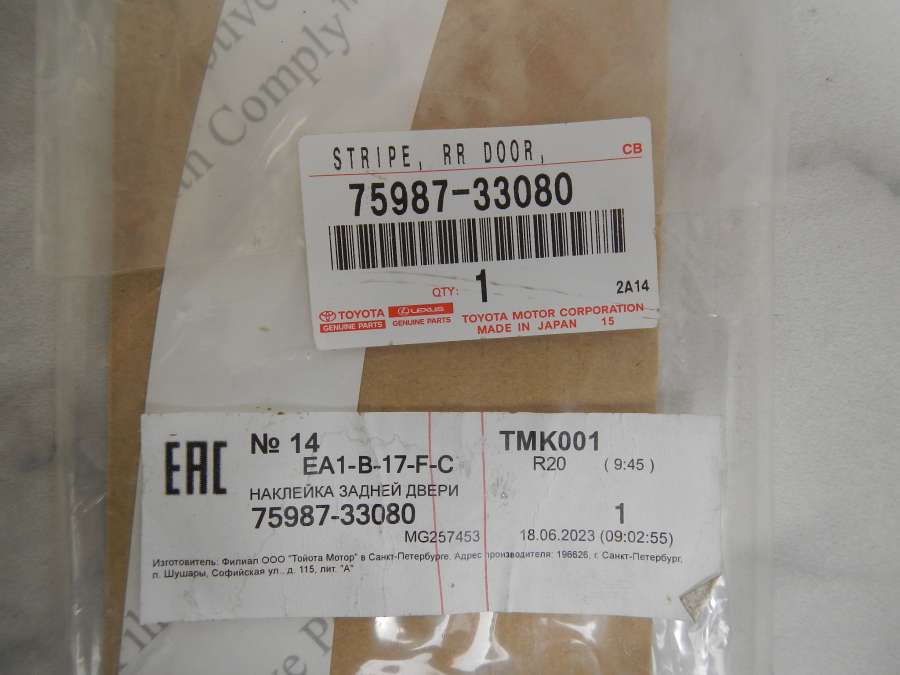 tive
an Comply"
STRIPE, RR DOOR,
CB
75987-33080
QTY: 1
2A14
TOYOTA
GENUINE PARTS
LEXUS
GENUINE PARTS
TOYOTA MOTOR CORPORATION
MADE IN JAPAN 15
EAC
№ 14
EA1-B-17-F-C
TMK001
R20 ( 9:45 )
НАКЛЕЙКА ЗАДНЕЙ ДВЕРИ
75987-33080
1
MG257453
18.06.2023 (09:02:55)
Изготовитель: Филиал ООО "Тойота Мотор" в Санкт-Петербурге. Адрес производителя: 196626, г. Санкт-Петербург,
п. Шушары, Софийская ул., д. 115, лит. "А"